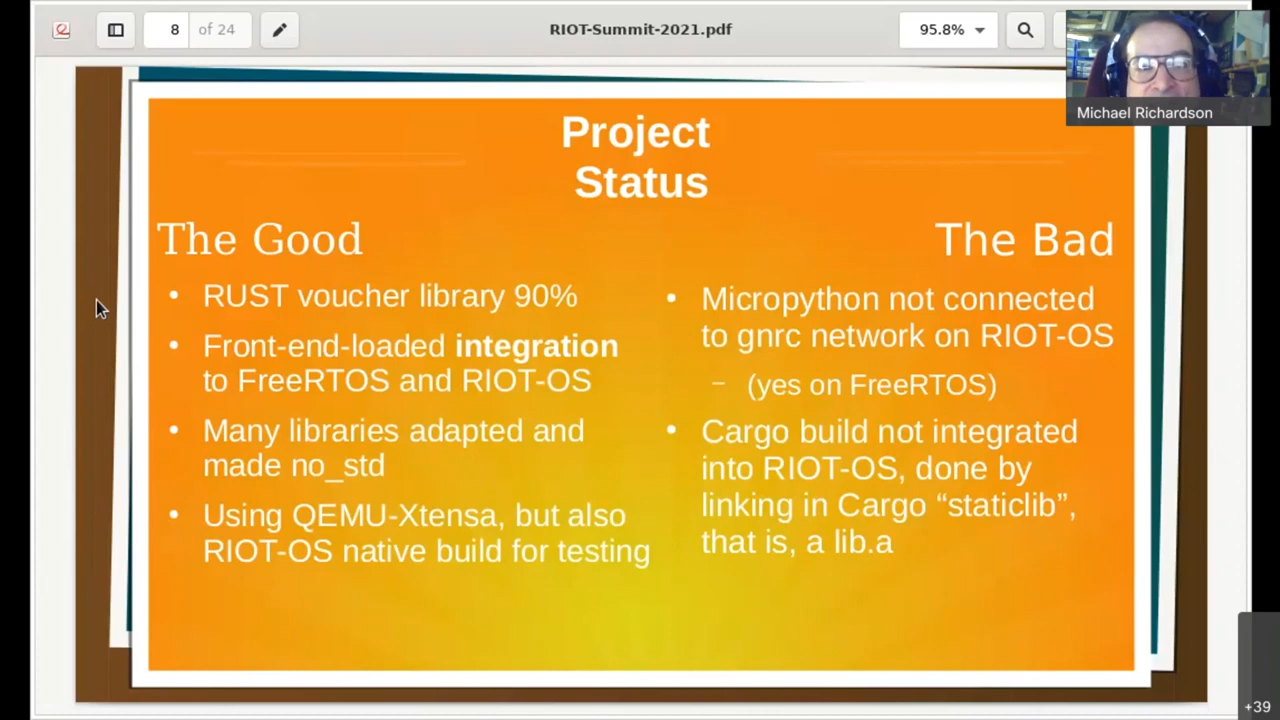 8
of 24
RIOT-Summit-2021.pdf
95.8%
Michael Richardson
Project
Status
The Good
• RUST voucher library 90%
• Front-end-loaded integration
to FreeRTOS and RIOT-OS
• Many libraries adapted and
made no_std
• Using QEMU-Xtensa, but also
RIOT-OS native build for testing
The Bad
• Micropython not connected
to gnrc network on RIOT-OS
– (yes on FreeRTOS)
• Cargo build not integrated
into RIOT-OS, done by
linking in Cargo “staticlib”,
that is, a lib.a
+39